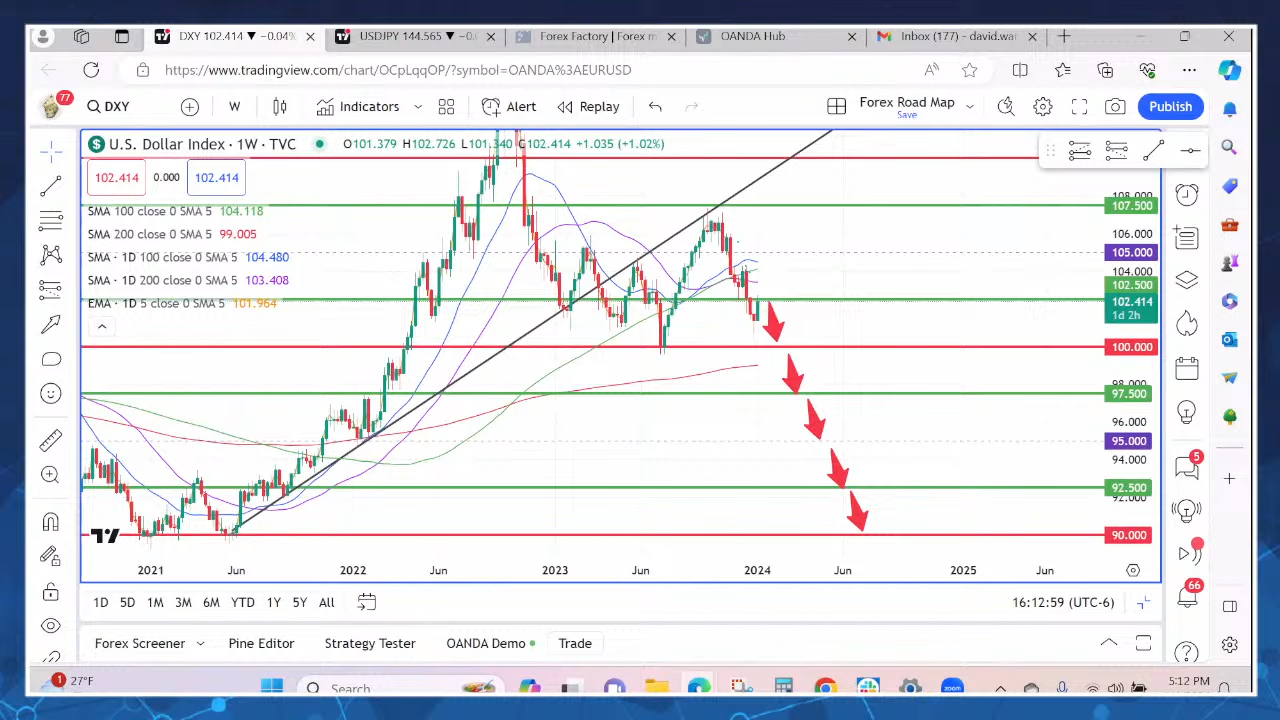 DXY 102.414 ▼ −0.04%
USDJPY 144.565 ▼ −0.
Forex Factory | Forex m
OANDA Hub
Inbox (177) - david.war
https://www.tradingview.com/chart/OCpLqqOP/?symbol=OANDA%3AEURUSD
77
DXY
W
Indicators
Alert
Replay
Forex Road Map
Save
Publish
$ U.S. Dollar Index · 1W · TVC
O101.379 H102.726 L101.340 C102.414 +1.035 (+1.02%)
102.414
0.000
102.414
SMA 100 close 0 SMA 5 104.118
SMA 200 close 0 SMA 5 99.005
SMA · 1D 100 close 0 SMA 5 104.480
SMA · 1D 200 close 0 SMA 5 103.408
EMA · 1D 5 close 0 SMA 5 101.964
108.000
107.500
106.000
105.000
104.000
102.500
102.414
1d 2h
100.000
98.000
97.500
96.000
95.000
94.000
92.500
92.000
90.000
2021
Jun
2022
Jun
2023
Jun
2024
Jun
2025
Jun
1D 5D 1M 3M 6M YTD 1Y 5Y All
16:12:59 (UTC-6)
Forex Screener
Pine Editor
Strategy Tester
OANDA Demo
Trade
5
66
1
27°F
Search
zoom
5:12 PM